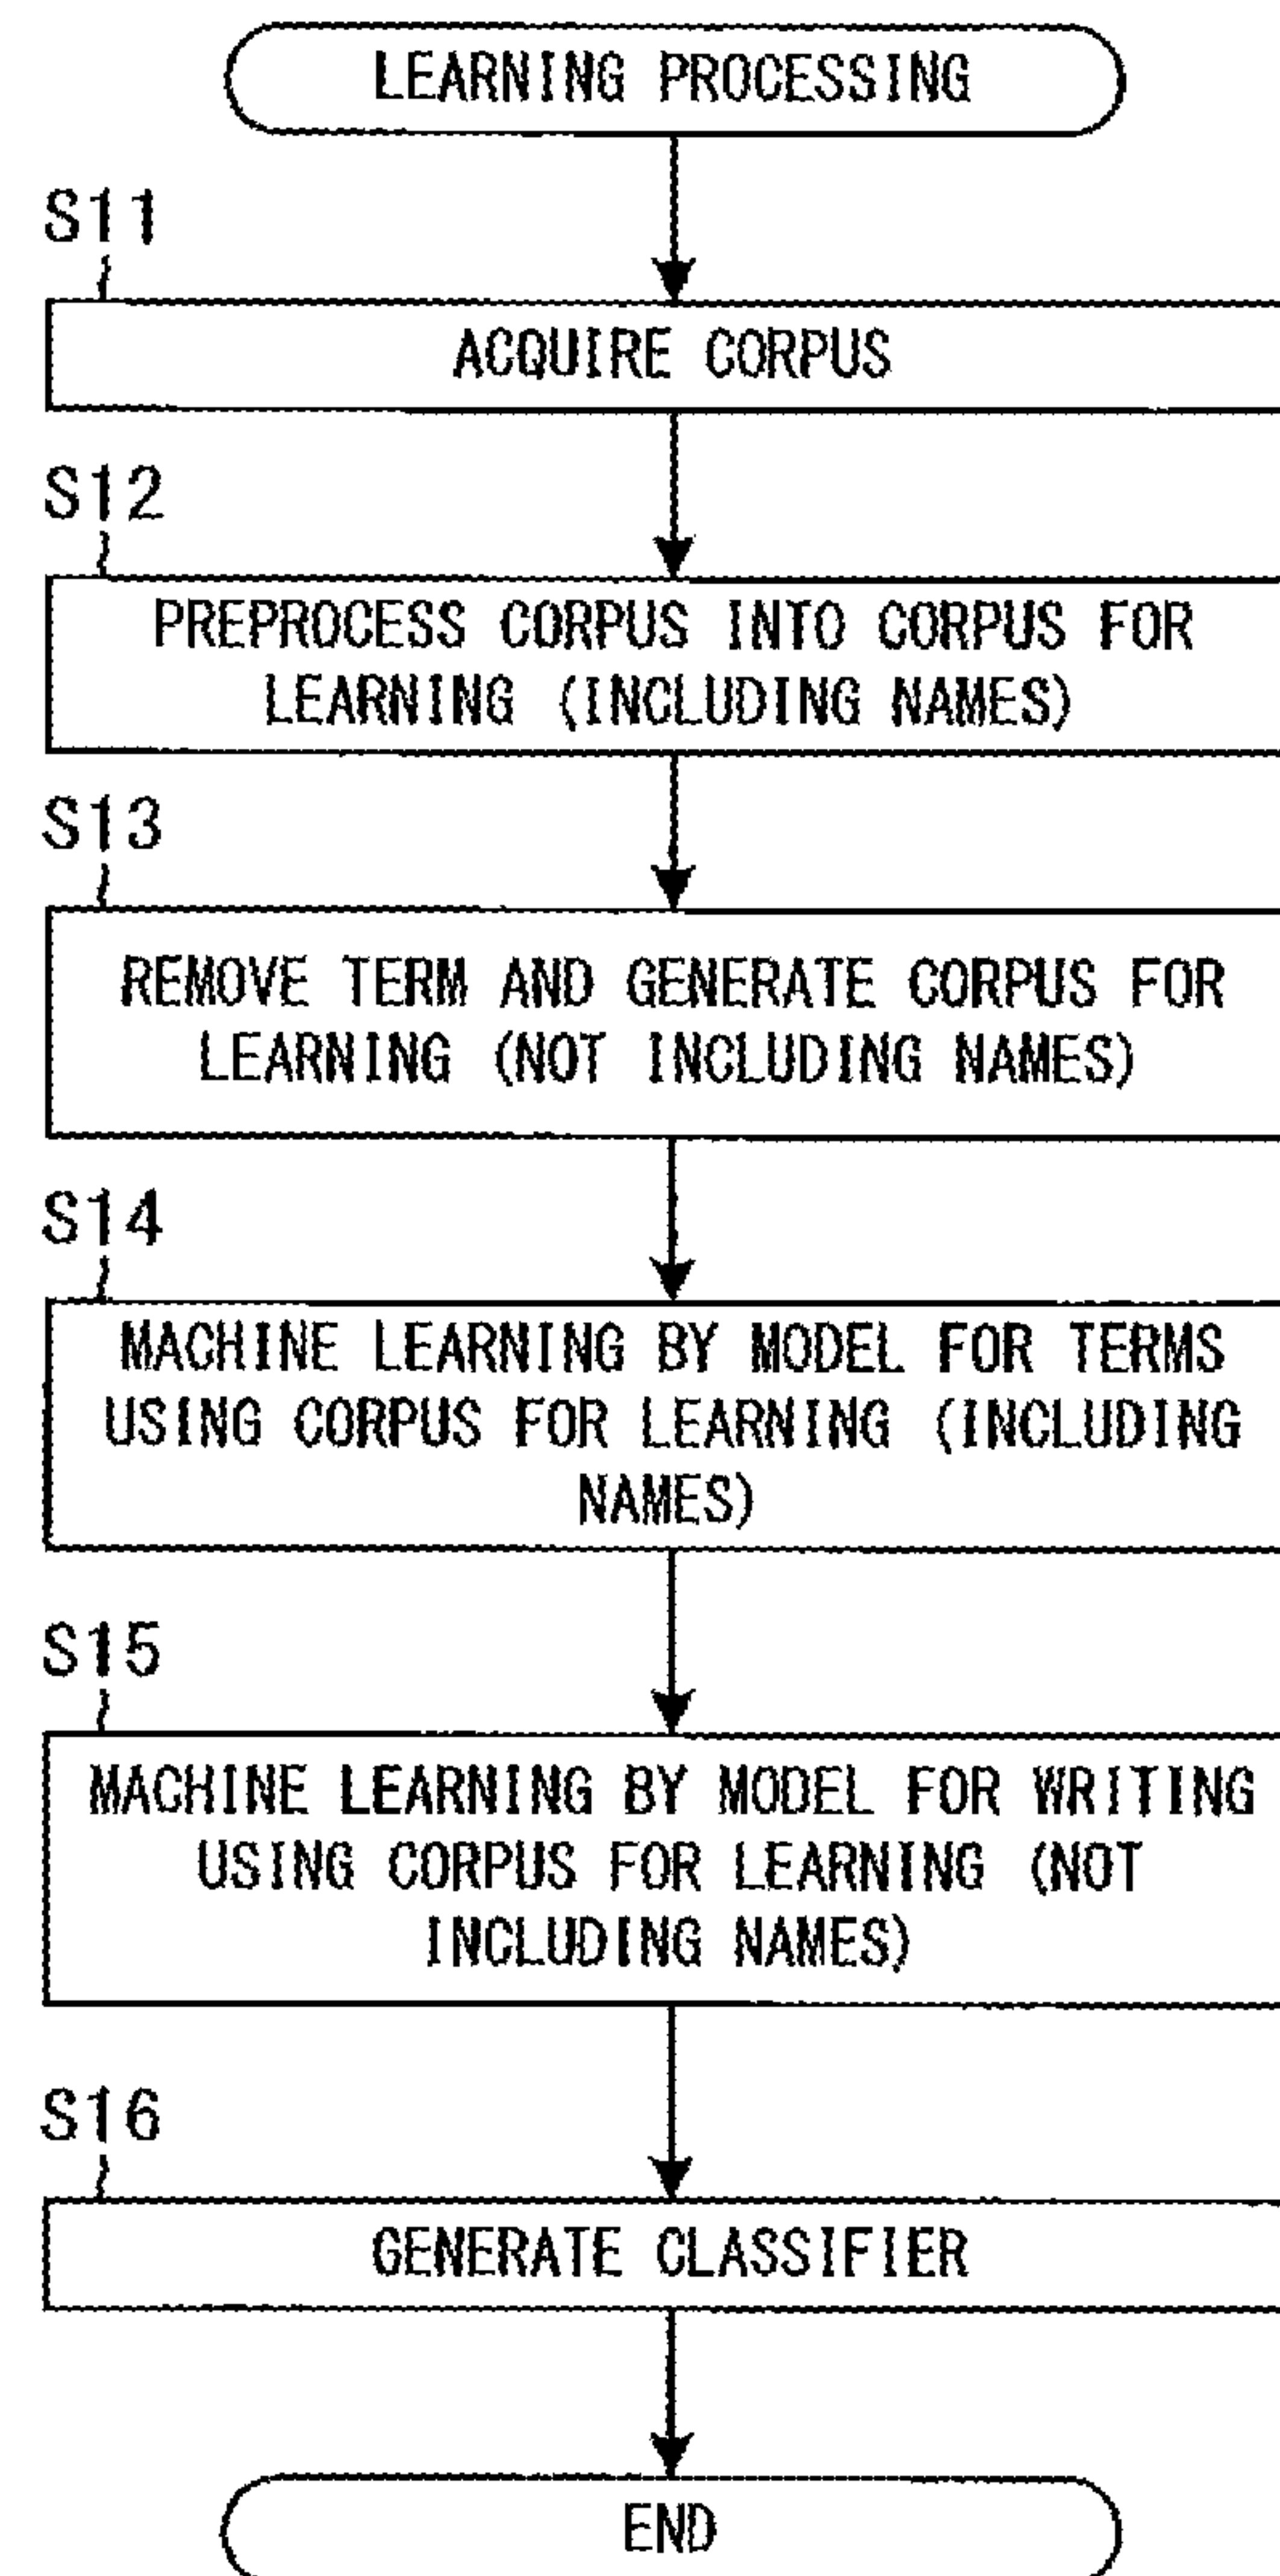 LEARNING PROCESSING
S11
ACQUIRE CORPUS
S12
PREPROCESS CORPUS INTO CORPUS FOR
LEARNING (INCLUDING NAMES)
S13
REMOVE TERM AND GENERATE CORPUS FOR
LEARNING (NOT INCLUDING NAMES)
S14
MACHINE LEARNING BY MODEL FOR TERMS
USING CORPUS FOR LEARNING (INCLUDING
NAMES)
S15
MACHINE LEARNING BY MODEL FOR WRITING
USING CORPUS FOR LEARNING (NOT
INCLUDING NAMES)
S16
GENERATE CLASSIFIER
END